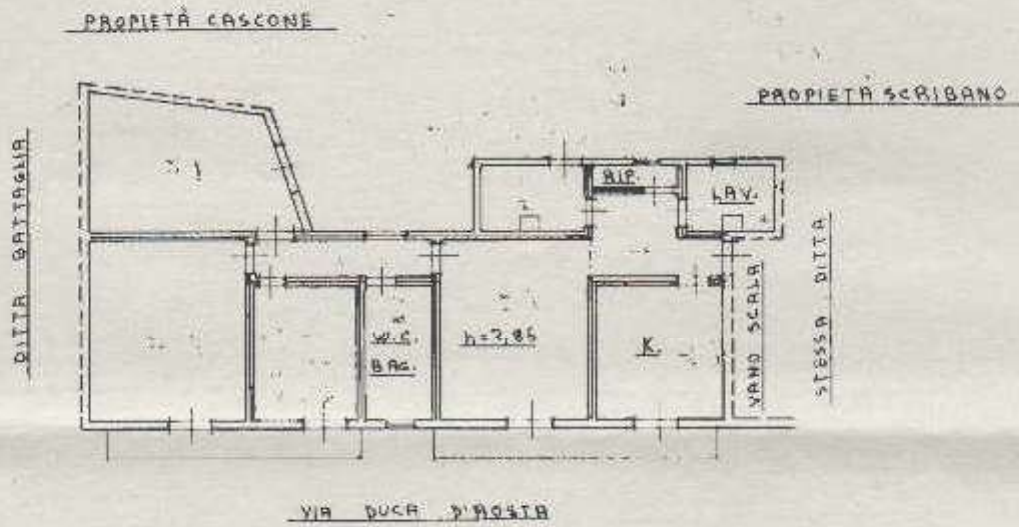 PROPIETÀ CASCONE
PROPIETÀ SCRIBANO
DITTA BATTAGLIA
RIP.
LAV.
W.C.
BAG.
h=2,85
K.
VANO SCALA
STESSA DITTA
VIA DUCA D'AOSTA